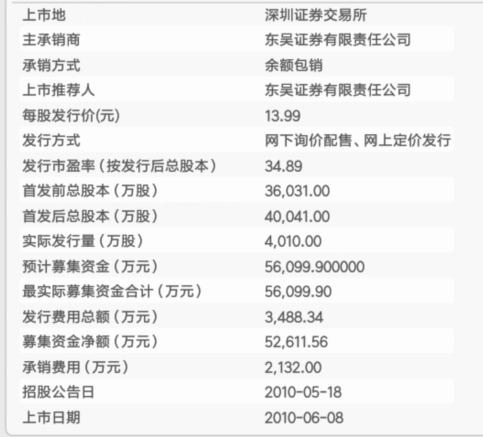 上市地 深圳证券交易所
主承销商 东吴证券有限责任公司
承销方式 余额包销
上市推荐人 东吴证券有限责任公司
每股发行价(元) 13.99
发行方式 网下询价配售、网上定价发行
发行市盈率(按发行后总股本) 34.89
首发前总股本(万股) 36,031.00
首发后总股本(万股) 40,041.00
实际发行量(万股) 4,010.00
预计募集资金(万元) 56,099.900000
最实际募集资金合计(万元) 56,099.90
发行费用总额(万元) 3,488.34
募集资金净额(万元) 52,611.56
承销费用(万元) 2,132.00
招股公告日 2010-05-18
上市日期 2010-06-08